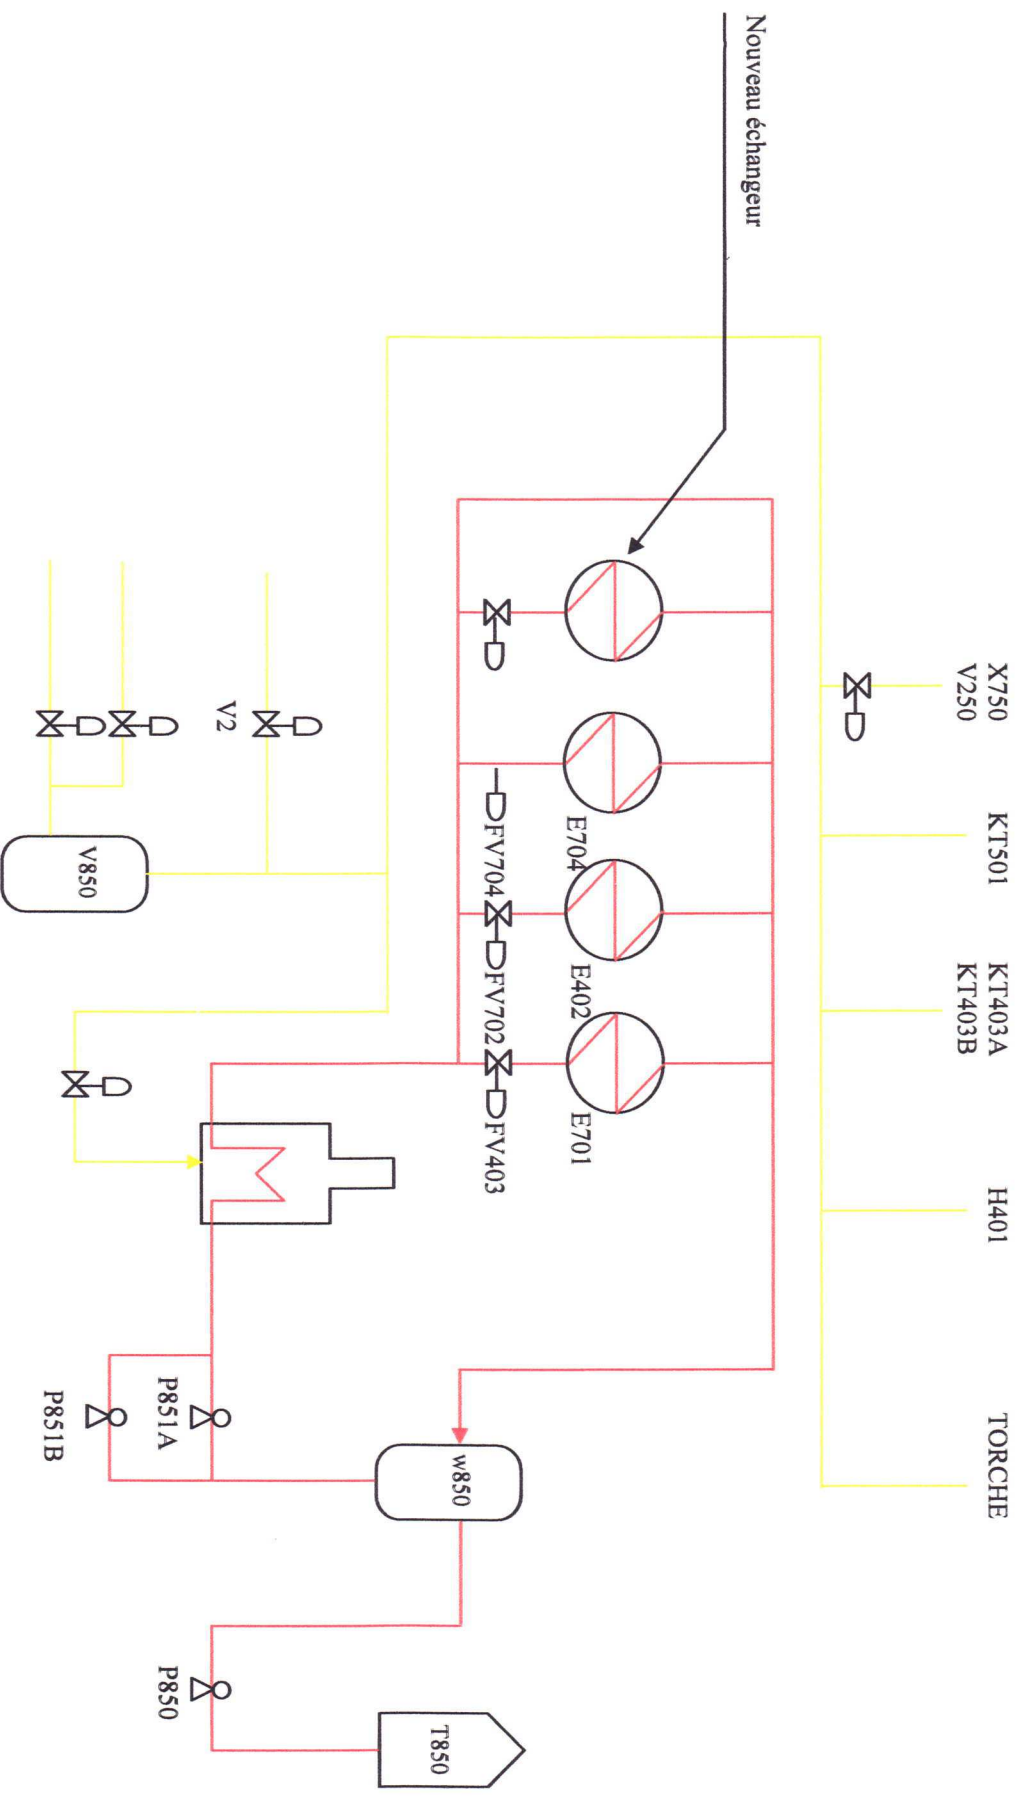 Nouveau échangeur
X750
V250
KT501
KT403A
KT403B
H401
TORCHE
E704
E402
E701
FV704
FV702
FV403
V2
V850
w850
P851A
P851B
P850
T850